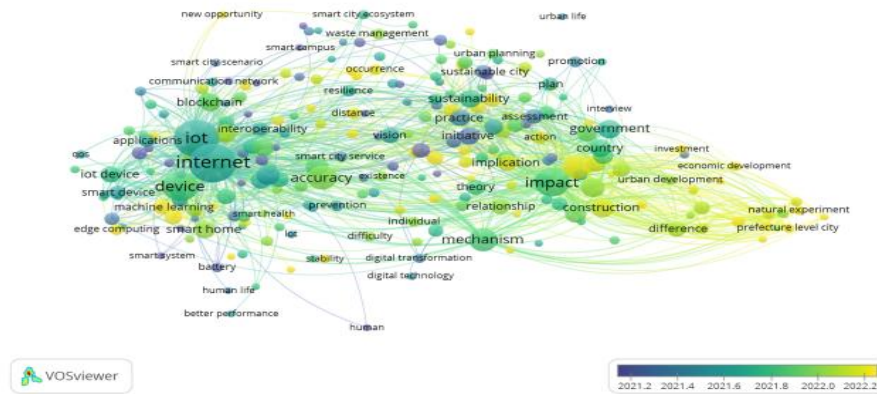 new opportunity
smart city ecosystem
urban life
waste management
smart campus
urban planning
smart city scenario
occurrence
sustainable city
promotion
communication network
resilience
plan
blockchain
sustainability
distance
practice
assessment
interview
applications
iot
interoperability
vision
initiative
action
government
country
qos
internet
smart city service
implication
investment
iot device
existence
economic development
smart device
device
accuracy
theory
impact
urban development
machine learning
smart health
prevention
relationship
construction
natural experiment
edge computing
smart home
individual
difference
prefecture level city
iot
difficulty
mechanism
smart system
battery
stability
digital transformation
digital technology
human life
better performance
human
VOSviewer
2021.2 2021.4 2021.6 2021.8 2022.0 2022.2